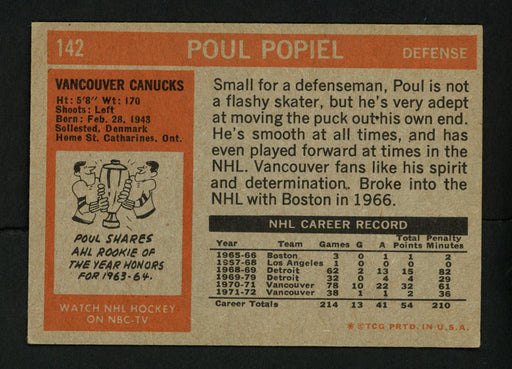 142 POUL POPIEL DEFENSE
VANCOUVER CANUCKS
Ht: 5'8" Wt: 170
Shoots: Left
Born: Feb. 28, 1943
Sollested, Denmark
Home St. Catharines, Ont.
POUL SHARES
AHL ROOKIE OF
THE YEAR HONORS
FOR 1963-64.
WATCH NHL HOCKEY
ON NBC-TV
Small for a defenseman, Poul is not
a flashy skater, but he's very adept
at moving the puck out his own end.
He's smooth at all times, and has
even played forward at times in the
NHL. Vancouver fans like his spirit
and determination. Broke into the
NHL with Boston in 1966.
NHL CAREER RECORD
Year Team Games G A Total Points Penalty Minutes
1965-66 Boston 3 0 1 1 2
1967-68 Los Angeles 1 0 0 0 0
1968-69 Detroit 62 2 13 15 82
1969-79 Detroit 32 0 4 4 29
1970-71 Vancouver 78 10 22 32 61
1971-72 Vancouver 38 1 1 2 36
Career Totals 214 13 41 54 210
* © TCG PRTD. IN U.S.A.